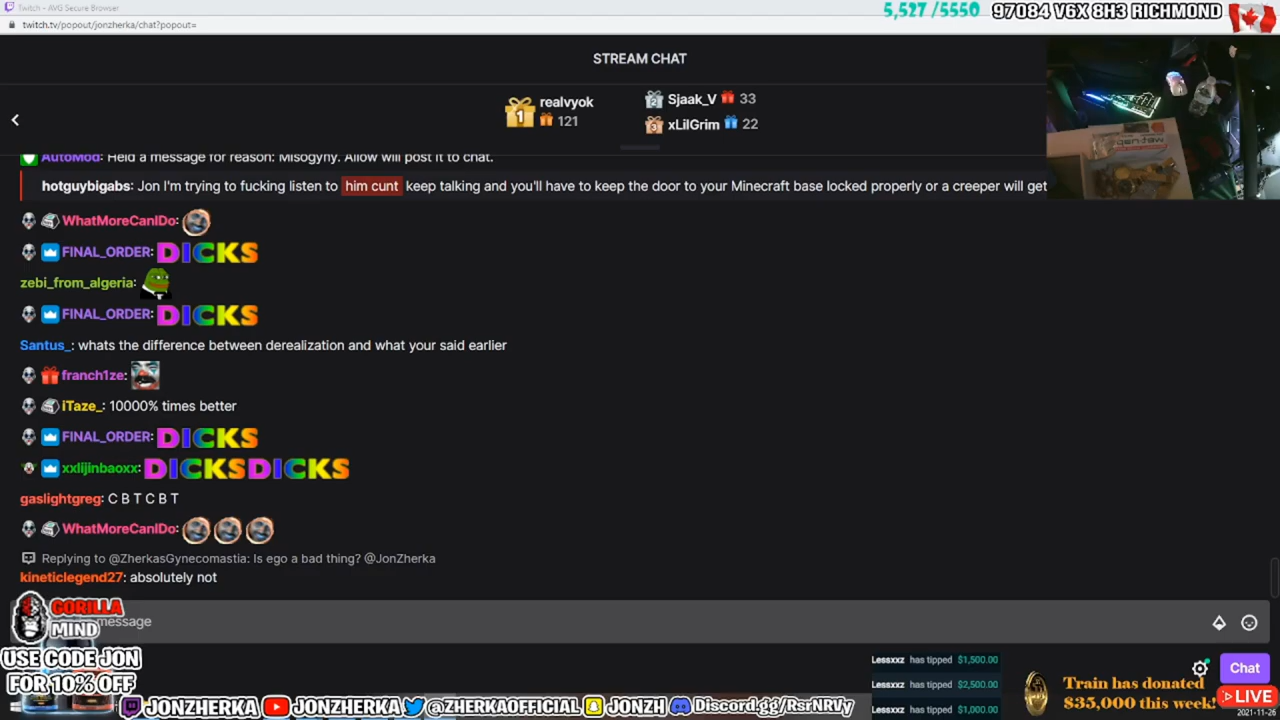 Twitch - AVG Secure Browser
twitch.tv/popout/jonzherka/chat?popout=
5,527 /5550
97084 V6X 8H3 RICHMOND
STREAM CHAT
1 realvyok 121
2 Sjaak_V 33
3 xLilGrim 22
AutoMod: Held a message for reason: Misogyny. Allow will post it to chat.
hotguybigabs: Jon I'm trying to fucking listen to him cunt keep talking and you'll have to keep the door to your Minecraft base locked properly or a creeper will get
WhatMoreCanIDo:
FINAL_ORDER: DICKS
zebi_from_algeria:
FINAL_ORDER: DICKS
Santus_: whats the difference between derealization and what your said earlier
franch1ze:
iTaze_: 10000% times better
FINAL_ORDER: DICKS
xxlijinbaoxx: DICKSDICKS
gaslightgreg: C B T C B T
WhatMoreCanIDo:
Replying to @ZherkasGynecomastia: Is ego a bad thing? @JonZherka
kineticlegend27: absolutely not
message
GORILLA
MIND
USE CODE JON
FOR 10% OFF
Lessxxz has tipped $1,500.00
Lessxxz has tipped $2,500.00
Lessxxz has tipped $1,000.00
Chat
Train has donated
$35,000 this week!
LIVE
2021-11-26
JONZHERKA JONZHERKA @ZHERKAOFFICIAL JONZH Discord.gg/RsrNRVy